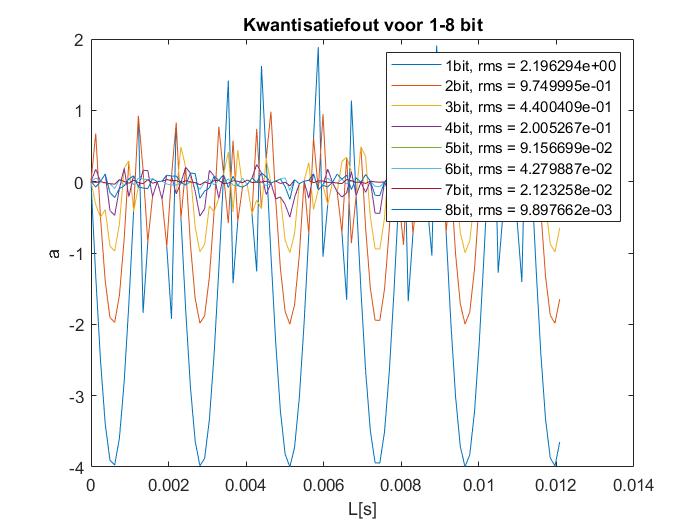 Kwantisatiefout voor 1-8 bit
2
1
0
-1
-2
-3
-4
a
1bit, rms = 2.196294e+00
2bit, rms = 9.749995e-01
3bit, rms = 4.400409e-01
4bit, rms = 2.005267e-01
5bit, rms = 9.156699e-02
6bit, rms = 4.279887e-02
7bit, rms = 2.123258e-02
8bit, rms = 9.897662e-03
0 0.002 0.004 0.006 0.008 0.01 0.012 0.014
L[s]